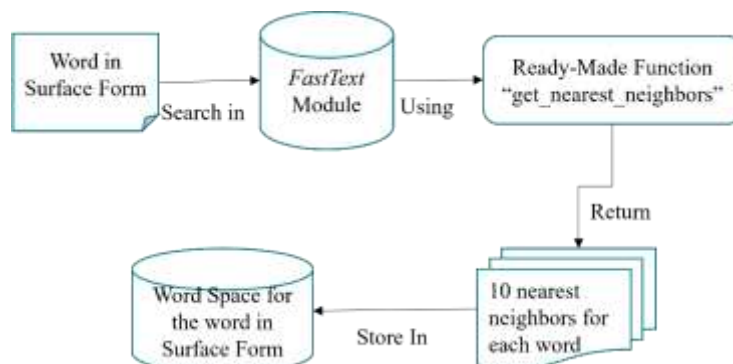 Word in
Surface Form
Search in
FastText
Module
Using
Ready-Made Function
“get_nearest_neighbors”
Return
10 nearest
neighbors for
each word
Store In
Word Space for
the word in
Surface Form